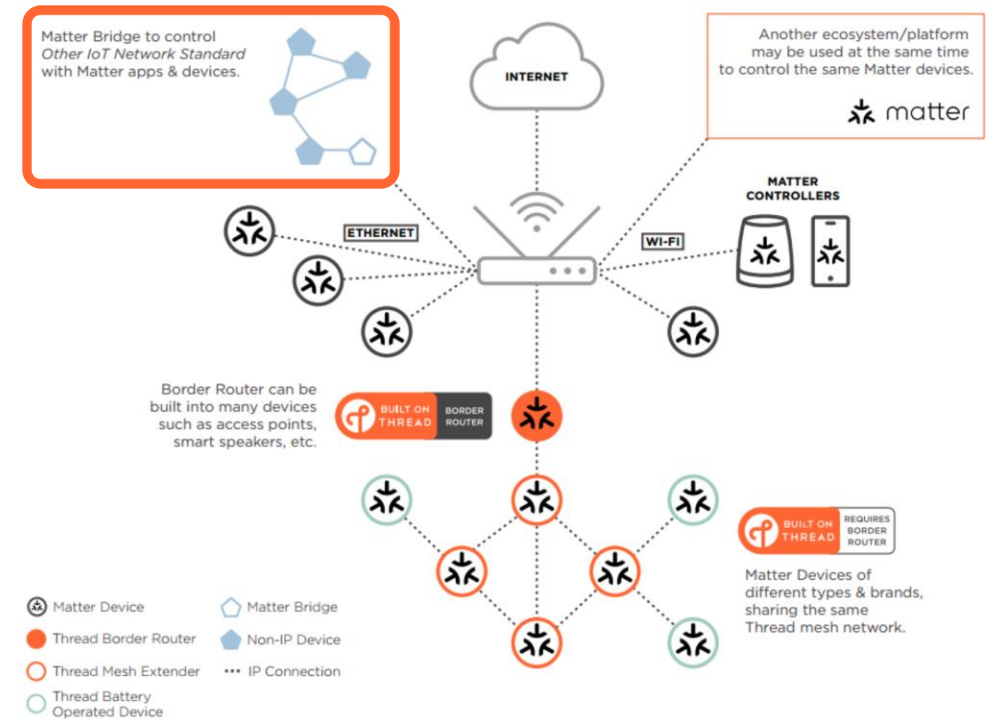 Matter Bridge to control
Other IoT Network Standard
with Matter apps & devices.
INTERNET
Another ecosystem/platform
may be used at the same time
to control the same Matter devices.
matter
MATTER
CONTROLLERS
ETHERNET
WI-FI
Border Router can be
built into many devices
such as access points,
smart speakers, etc.
BUILT ON
THREAD
BORDER
ROUTER
BUILT ON
THREAD
REQUIRES
BORDER
ROUTER
Matter Devices of
different types & brands,
sharing the same
Thread mesh network.
Matter Device
Thread Border Router
Thread Mesh Extender
Thread Battery
Operated Device
Matter Bridge
Non-IP Device
IP Connection